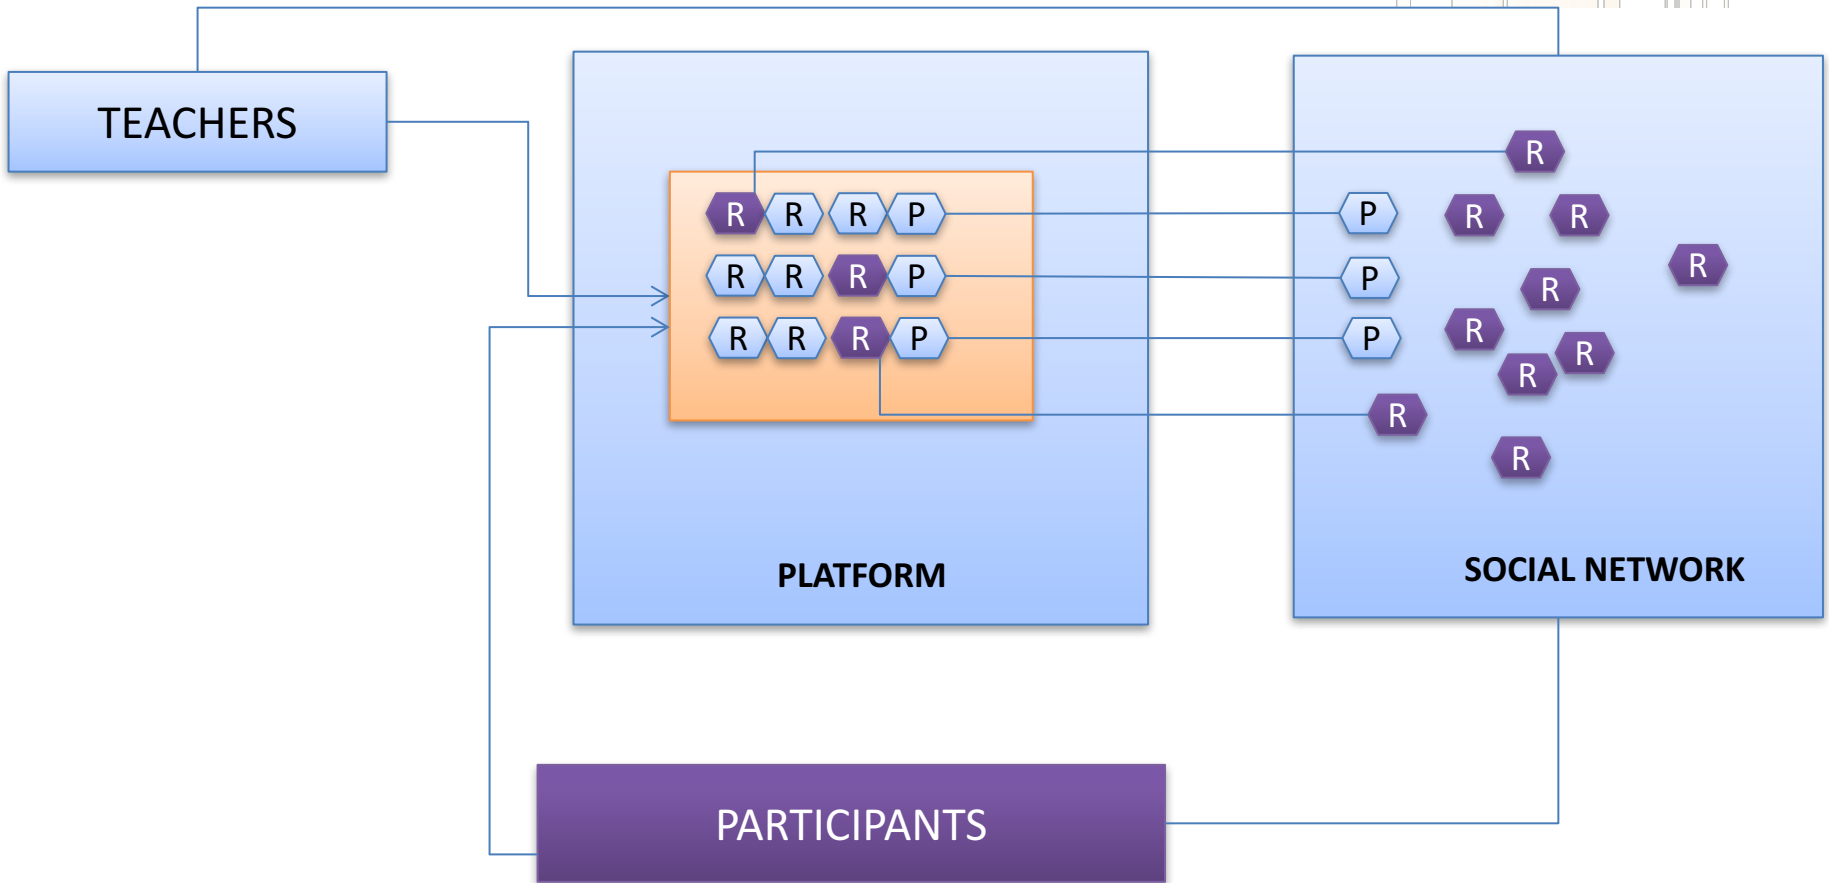 TEACHERS
R R R P
R R R P
R R R P
PLATFORM
R
P R R
R
P R
R
P R
R
R
R
SOCIAL NETWORK
PARTICIPANTS